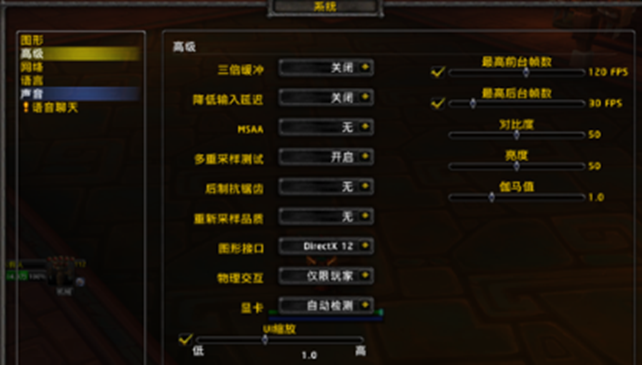 系统
图形
高级
网络
语言
声音
!语音聊天
高级
三倍缓冲 关闭
降低输入延迟 关闭
MSAA 无
多重采样测试 开启
后制抗锯齿 无
重新采样品质 无
图形接口 DirectX 12
物理交互 仅限玩家
显卡 自动检测
UI缩放
低 1.0 高
最高前台帧数
120 FPS
最高后台帧数
30 FPS
对比度
50
亮度
50
伽马值
1.0
100%